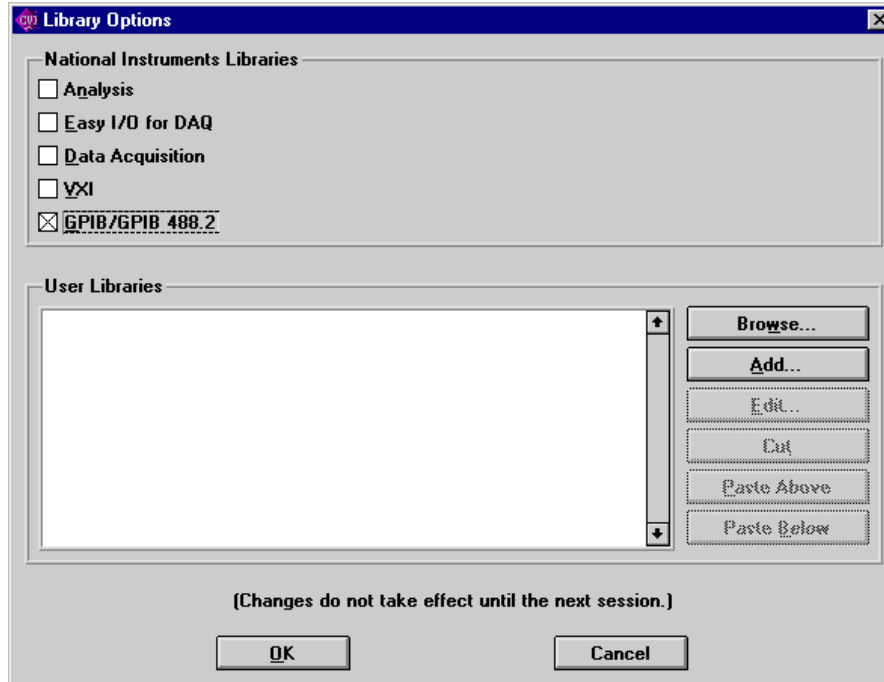 CVI Library Options
National Instruments Libraries
Analysis
Easy I/O for DAQ
Data Acquisition
VXI
GPIB/GPIB 488.2
User Libraries
Browse...
Add...
Edit...
Cut
Paste Above
Paste Below
(Changes do not take effect until the next session.)
OK
Cancel